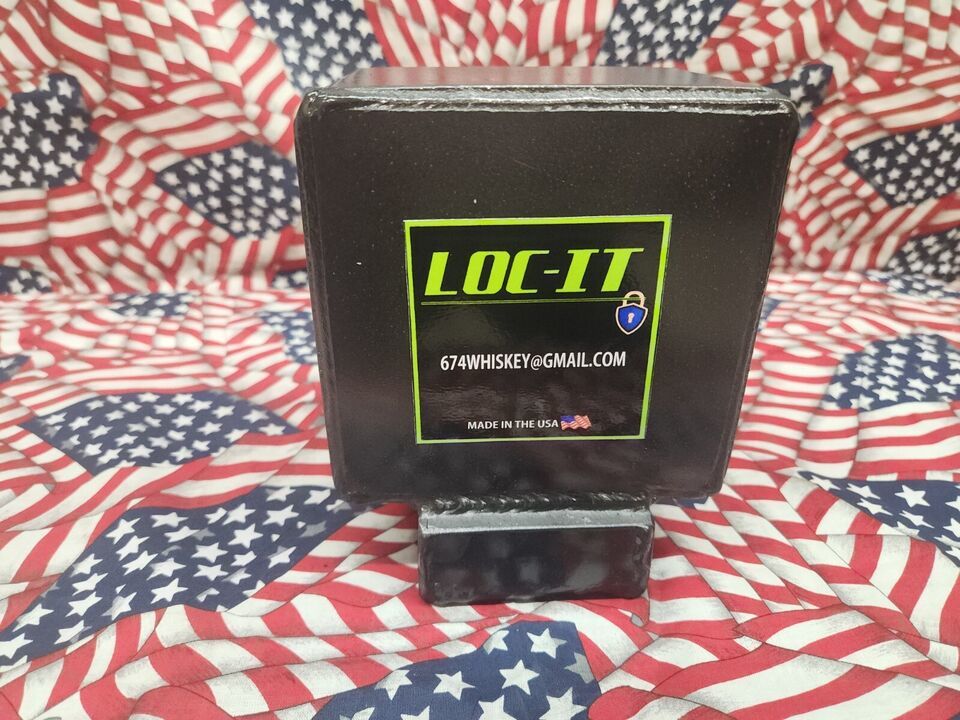 LOC-IT
674WHISKEY@GMAIL.COM
MADE IN THE USA